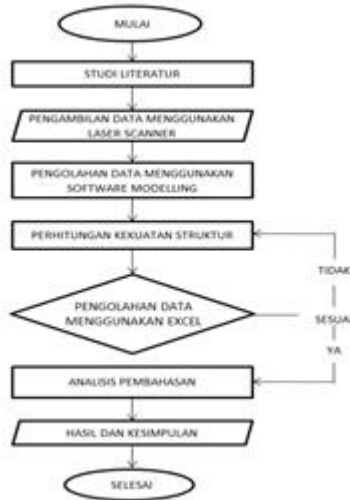 MULAI
STUDI LITERATUR
PENGAMBILAN DATA MENGGUNAKAN
LASER SCANNER
PENGOLAHAN DATA MENGGUNAKAN
SOFTWARE MODELLING
PERHITUNGAN KEKUATAN STRUKTUR
TIDAK
PENGOLAHAN DATA
MENGGUNAKAN EXCEL
SESUAI
YA
ANALISIS PEMBAHASAN
HASIL DAN KESIMPULAN
SELESAI